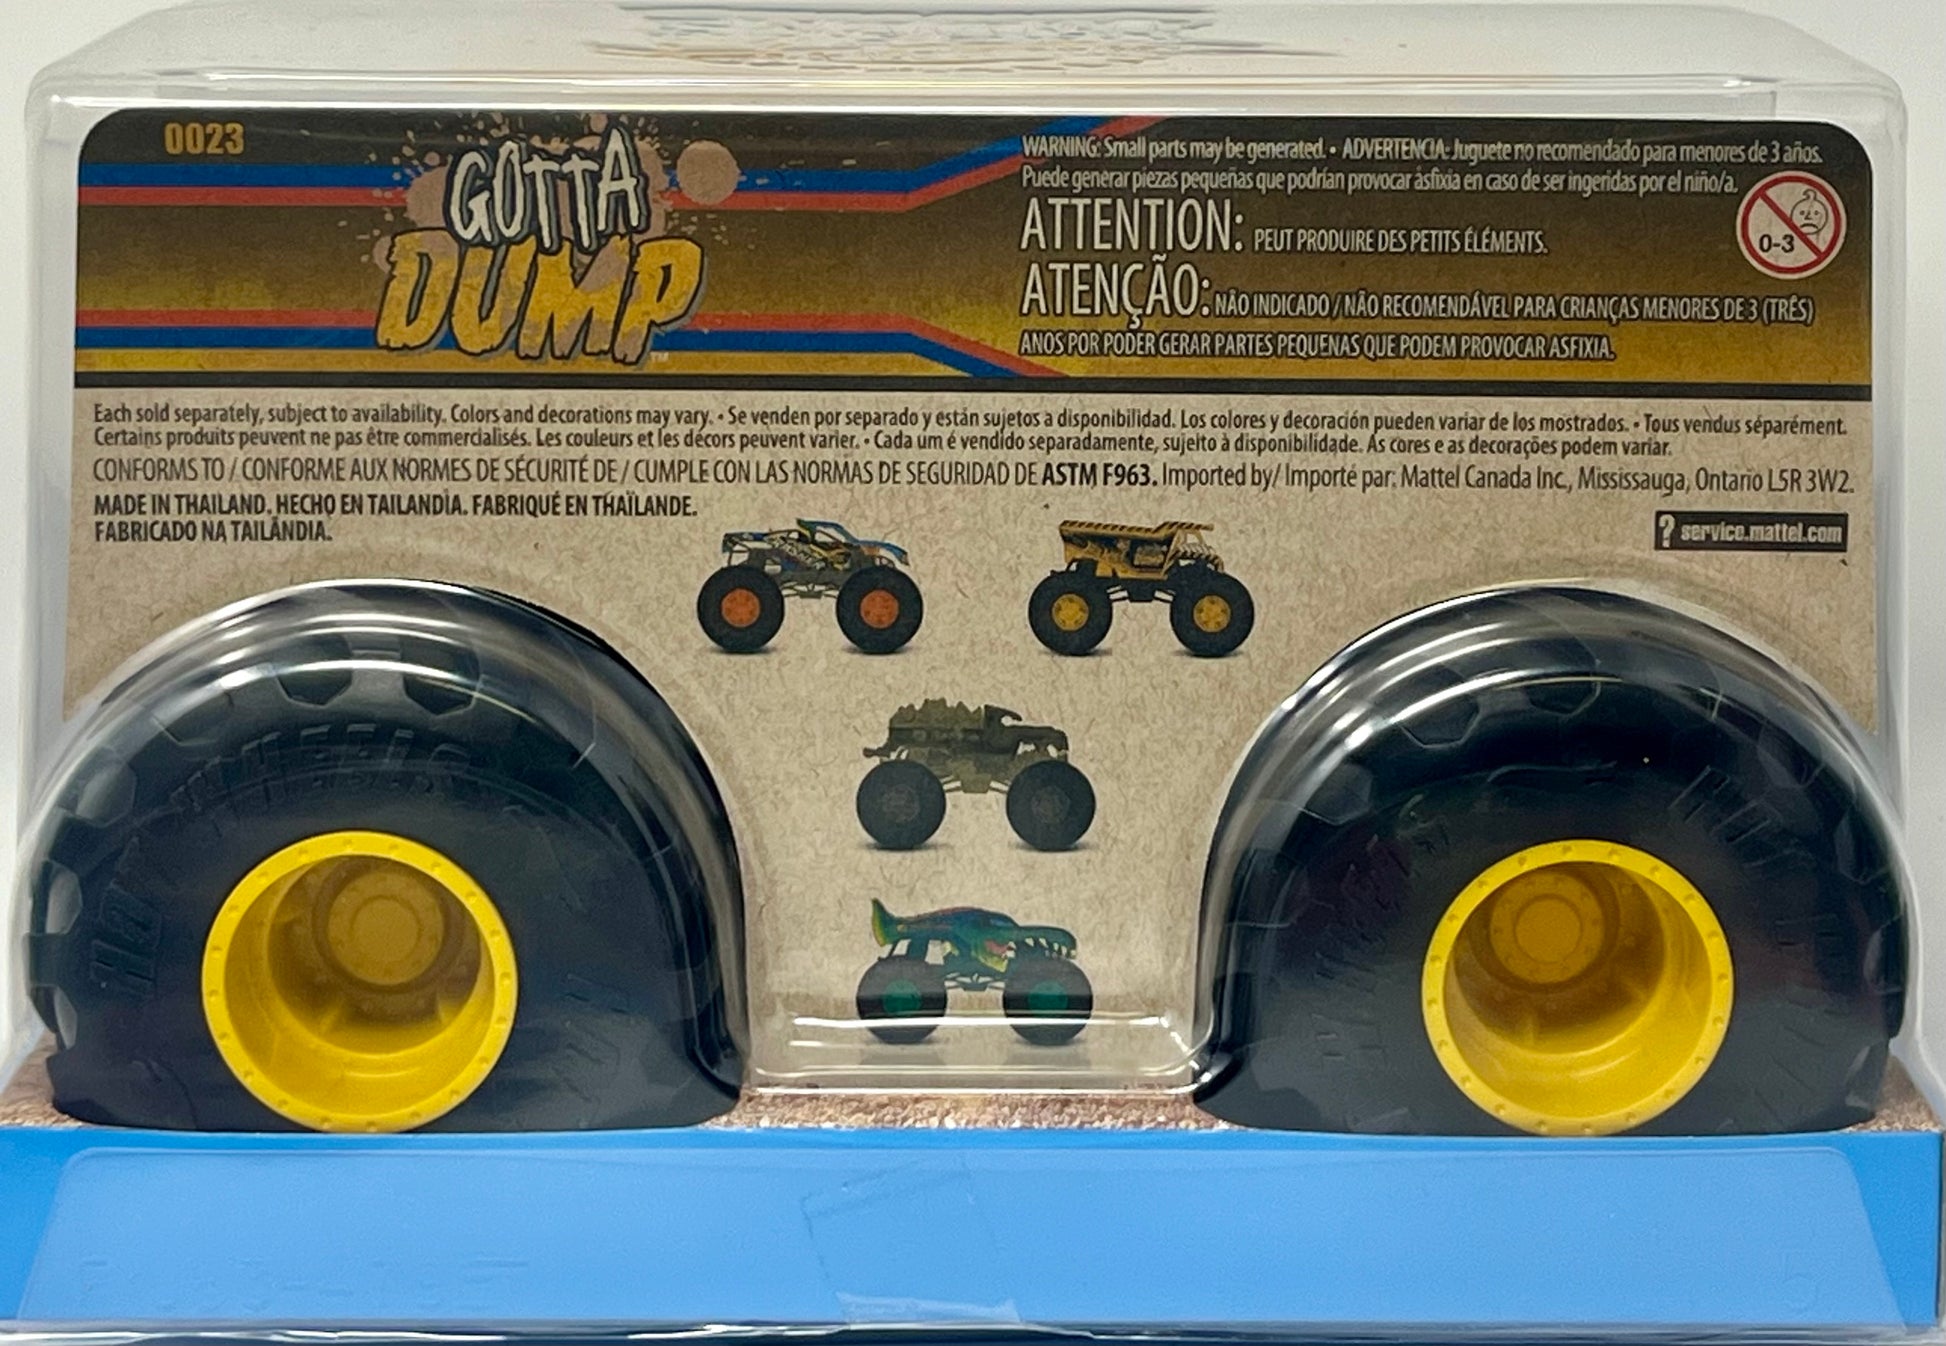 0023
GOTTA
DUMP™
WARNING: Small parts may be generated. • ADVERTENCIA: Juguete no recomendado para menores de 3 años.
Puede generar piezas pequeñas que podrían provocar asfixia en caso de ser ingeridas por el niño/a.
ATTENTION: PEUT PRODUIRE DES PETITS ÉLÉMENTS.
0-3
ATENÇÃO: NÃO INDICADO / NÃO RECOMENDÁVEL PARA CRIANÇAS MENORES DE 3 (TRÊS)
ANOS POR PODER GERAR PARTES PEQUENAS QUE PODEM PROVOCAR ASFIXIA.
Each sold separately, subject to availability. Colors and decorations may vary. • Se venden por separado y están sujetos a disponibilidad. Los colores y decoración pueden variar de los mostrados. • Tous vendus séparément.
Certains produits peuvent ne pas être commercialisés. Les couleurs et les décors peuvent varier. • Cada um é vendido separadamente, sujeito à disponibilidade. As cores e as decorações podem variar.
CONFORMS TO / CONFORME AUX NORMES DE SÉCURITÉ DE / CUMPLE CON LAS NORMAS DE SEGURIDAD DE ASTM F963. Imported by/ Importé par: Mattel Canada Inc., Mississauga, Ontario L5R 3W2.
MADE IN THAILAND. HECHO EN TAILANDIA. FABRIQUÉ EN THAÏLANDE.
FABRICADO NA TAILÂNDIA.
? service.mattel.com
WHEELS
HOT